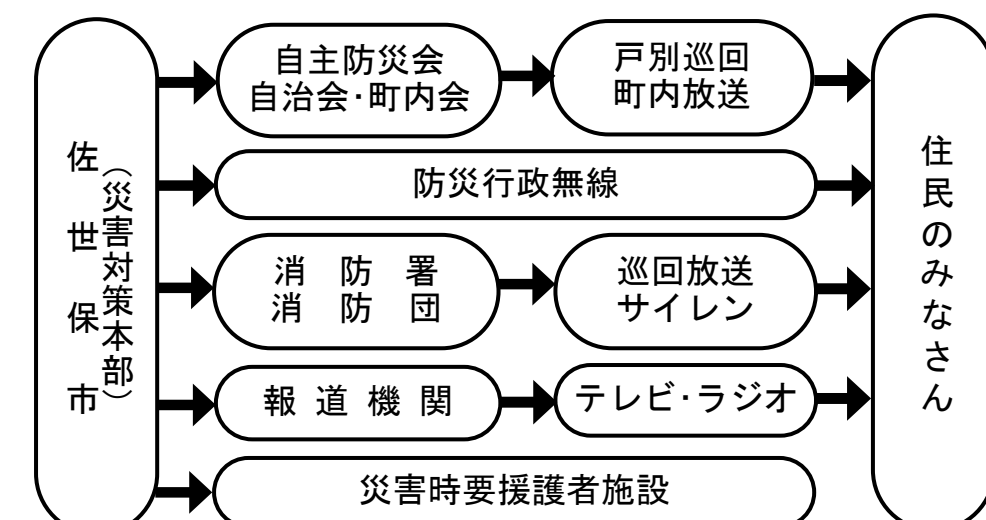 佐世保市
（災害対策本部）
自主防災会
自治会・町内会
戸別巡回
町内放送
防災行政無線
消防署
消防団
巡回放送
サイレン
報道機関
テレビ・ラジオ
災害時要援護者施設
住民のみなさん